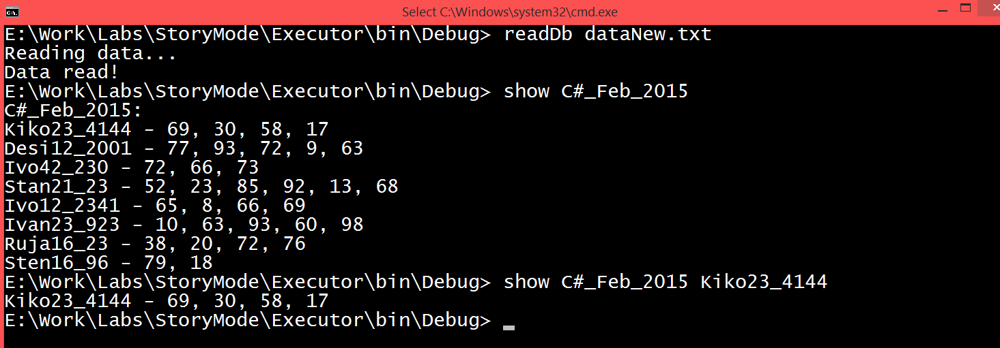 Select C:\Windows\system32\cmd.exe
E:\Work\Labs\StoryMode\Executor\bin\Debug> readDb dataNew.txt
Reading data...
Data read!
E:\Work\Labs\StoryMode\Executor\bin\Debug> show C#_Feb_2015
C#_Feb_2015:
Kiko23_4144 - 69, 30, 58, 17
Desi12_2001 - 77, 93, 72, 9, 63
Ivo42_230 - 72, 66, 73
Stan21_23 - 52, 23, 85, 92, 13, 68
Ivo12_2341 - 65, 8, 66, 69
Ivan23_923 - 10, 63, 93, 60, 98
Ruja16_23 - 38, 20, 72, 76
Sten16_96 - 79, 18
E:\Work\Labs\StoryMode\Executor\bin\Debug> show C#_Feb_2015 Kiko23_4144
Kiko23_4144 - 69, 30, 58, 17
E:\Work\Labs\StoryMode\Executor\bin\Debug>